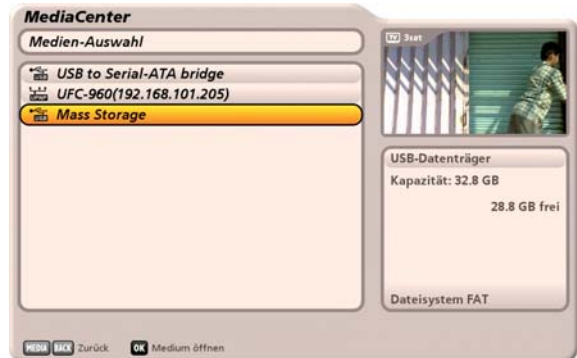 MediaCenter
Medien-Auswahl
USB to Serial-ATA bridge
UFC-960(192.168.101.205)
Mass Storage
TV 3sat
USB-Datenträger
Kapazität: 32.8 GB
28.8 GB frei
Dateisystem FAT
MEDIA BACK Zurück OK Medium öffnen